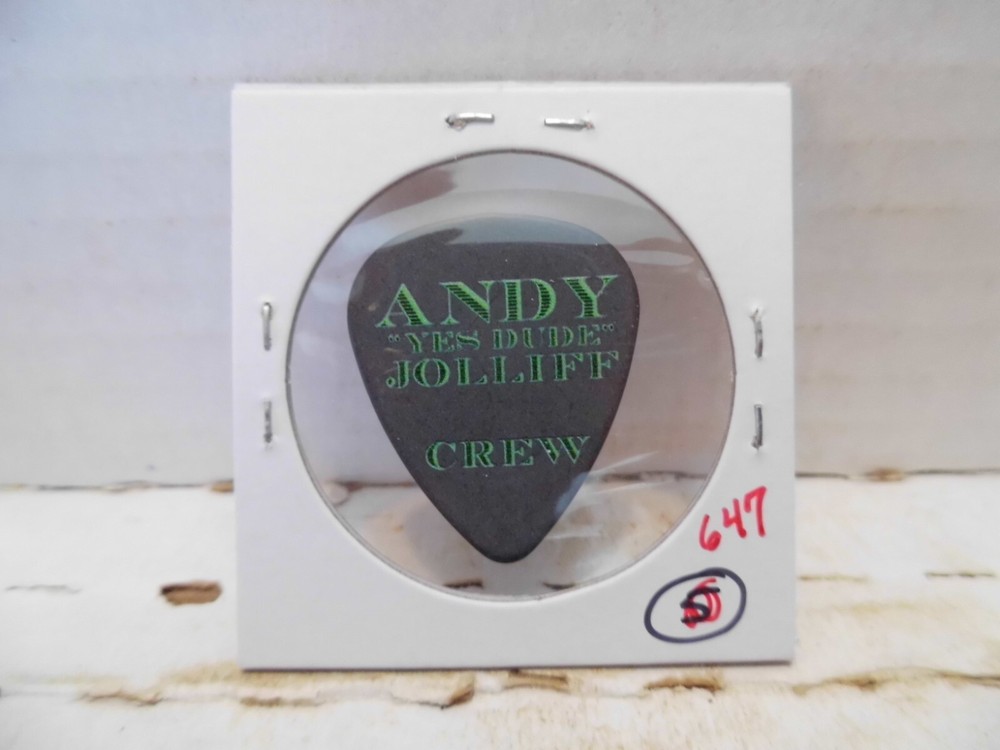 ANDY
"YES DUDE"
JOLLIFF
CREW
647
5